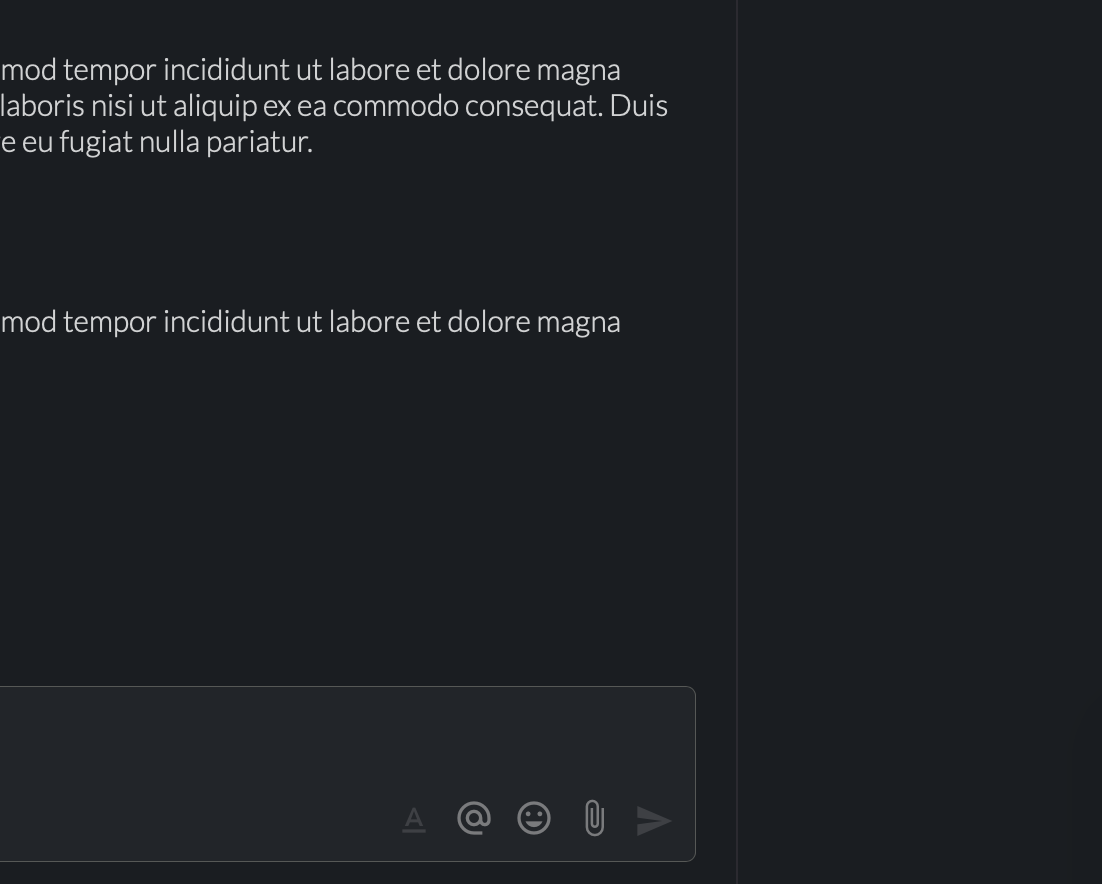 mod tempor incididunt ut labore et dolore magna
laboris nisi ut aliquip ex ea commodo consequat. Duis
e eu fugiat nulla pariatur.
mod tempor incididunt ut labore et dolore magna